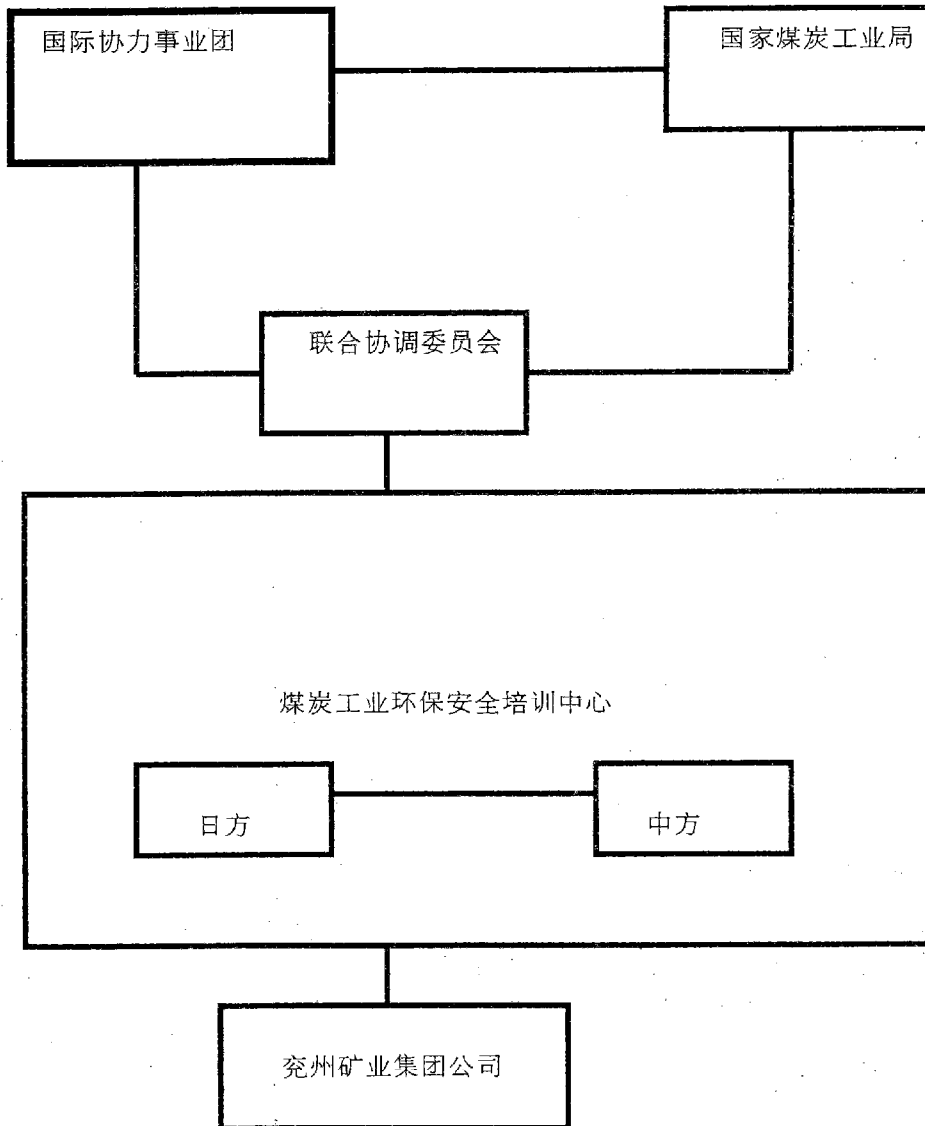 国际协力事业团
国家煤炭工业局
联合协调委员会
煤炭工业环保安全培训中心
日方
中方
兖州矿业集团公司